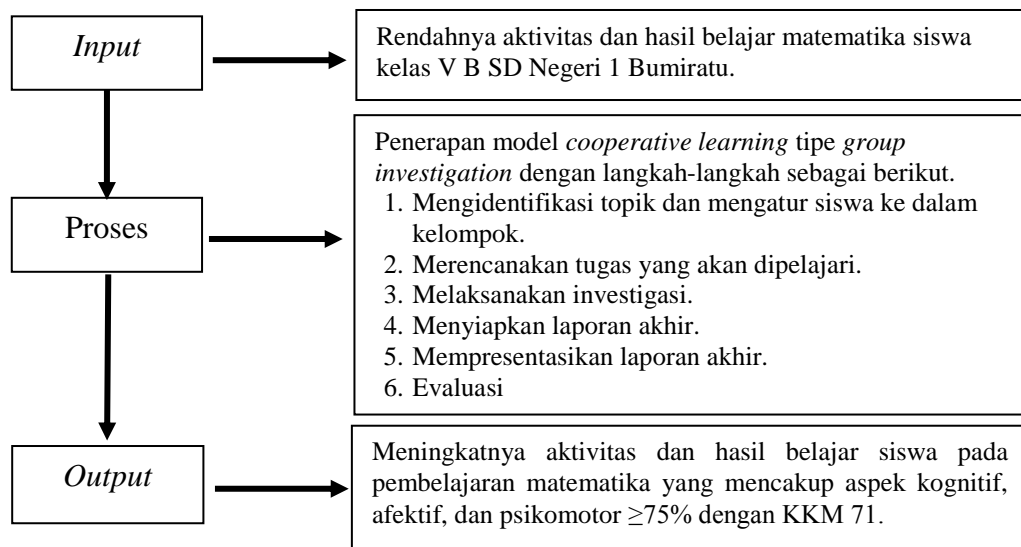 Input
Rendahnya aktivitas dan hasil belajar matematika siswa
kelas V B SD Negeri 1 Bumiratu.
Proses
Penerapan model cooperative learning tipe group
investigation dengan langkah-langkah sebagai berikut.
1. Mengidentifikasi topik dan mengatur siswa ke dalam
kelompok.
2. Merencanakan tugas yang akan dipelajari.
3. Melaksanakan investigasi.
4. Menyiapkan laporan akhir.
5. Mempresentasikan laporan akhir.
6. Evaluasi
Output
Meningkatnya aktivitas dan hasil belajar siswa pada
pembelajaran matematika yang mencakup aspek kognitif,
afektif, dan psikomotor ≥75% dengan KKM 71.